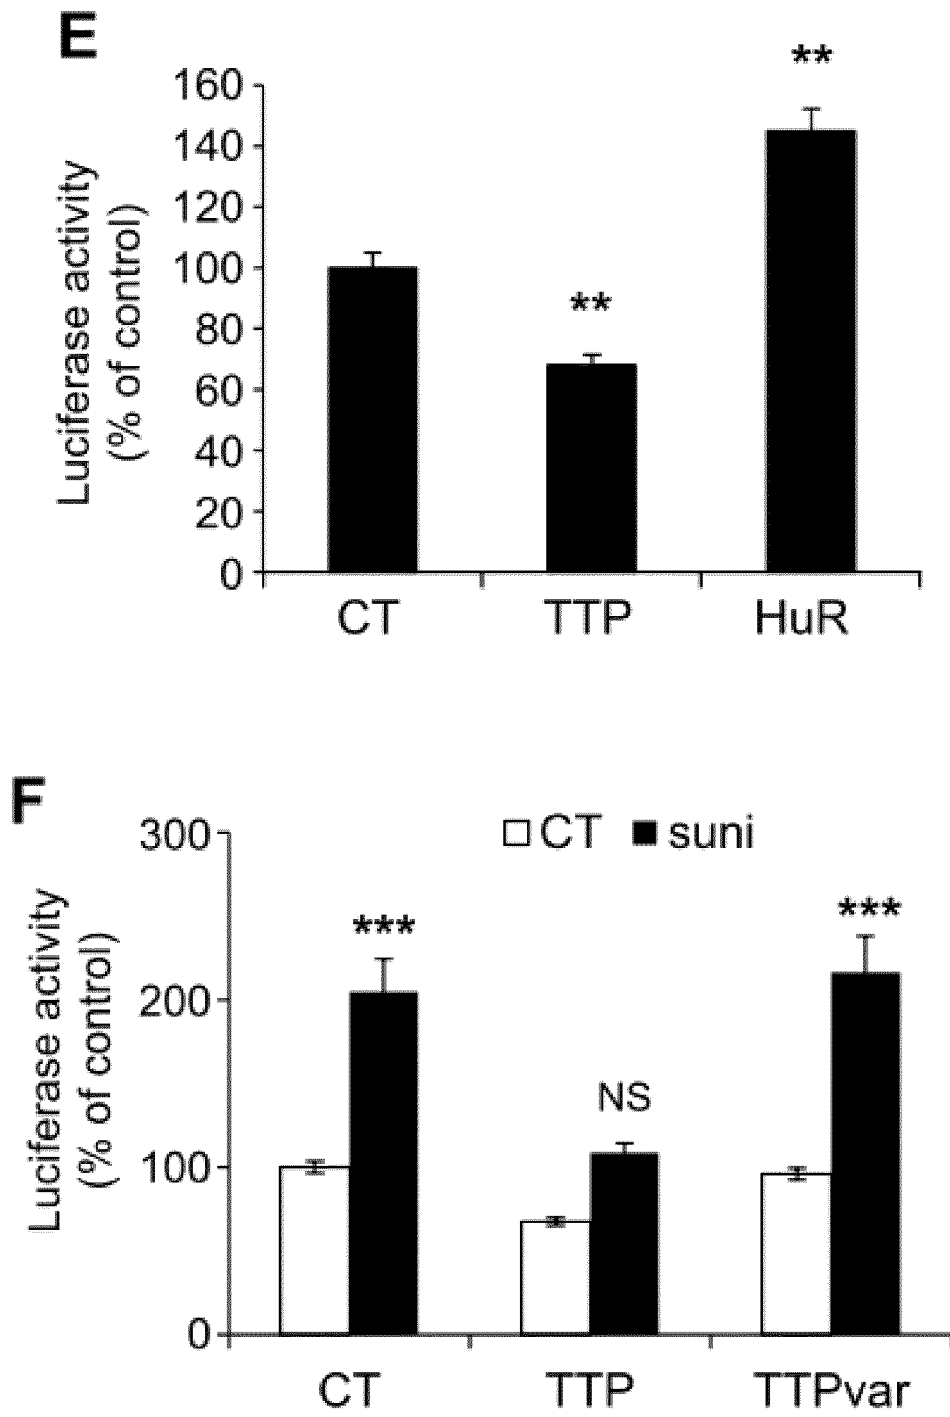 E
**
160
140
120
100
80
60
40
20
0
**
Luciferase activity
(% of control)
CT TTP HuR
F
300
200
100
0
CT suni
***
***
NS
Luciferase activity
(% of control)
CT TTP TTPvar